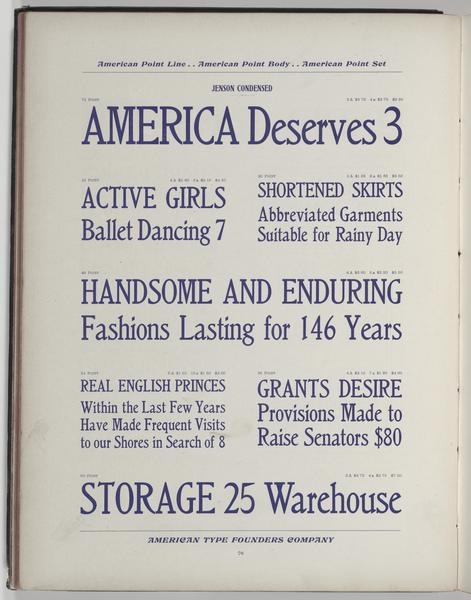 American Point Line . . American Point Body . . American Point Set
JENSON CONDENSED
72 POINT
AMERICA Deserves 3
ACTIVE GIRLS
Ballet Dancing 7
SHORTENED SKIRTS
Abbreviated Garments
Suitable for Rainy Day
HANDSOME AND ENDURING
Fashions Lasting for 146 Years
REAL ENGLISH PRINCES
Within the Last Few Years
Have Made Frequent Visits
to our Shores in Search of 8
GRANTS DESIRE
Provisions Made to
Raise Senators $80
STORAGE 25 Warehouse
AMERICAN TYPE FOUNDERS COMPANY